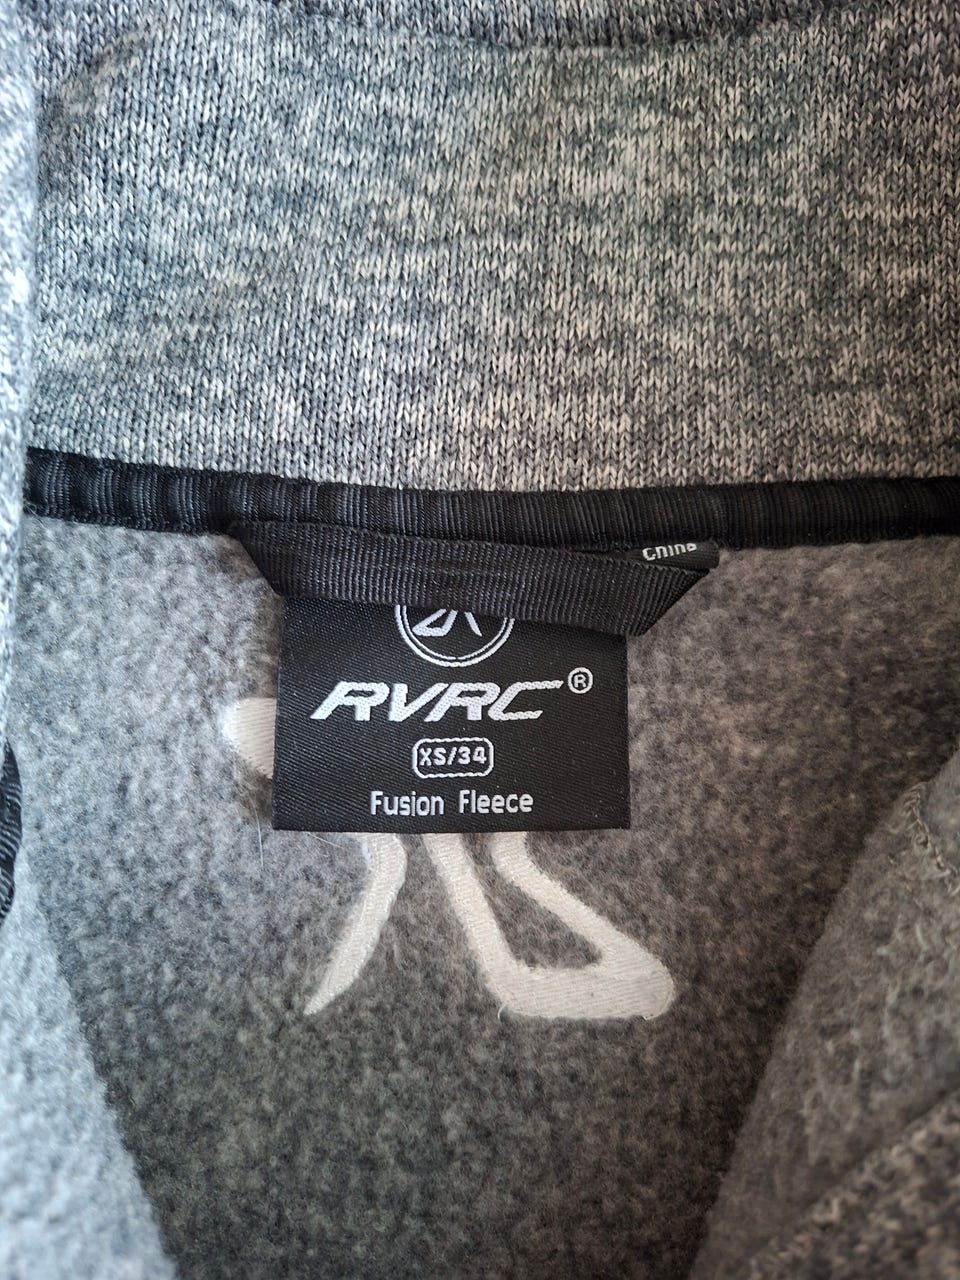 China
RVRC®
XS/34
Fusion Fleece